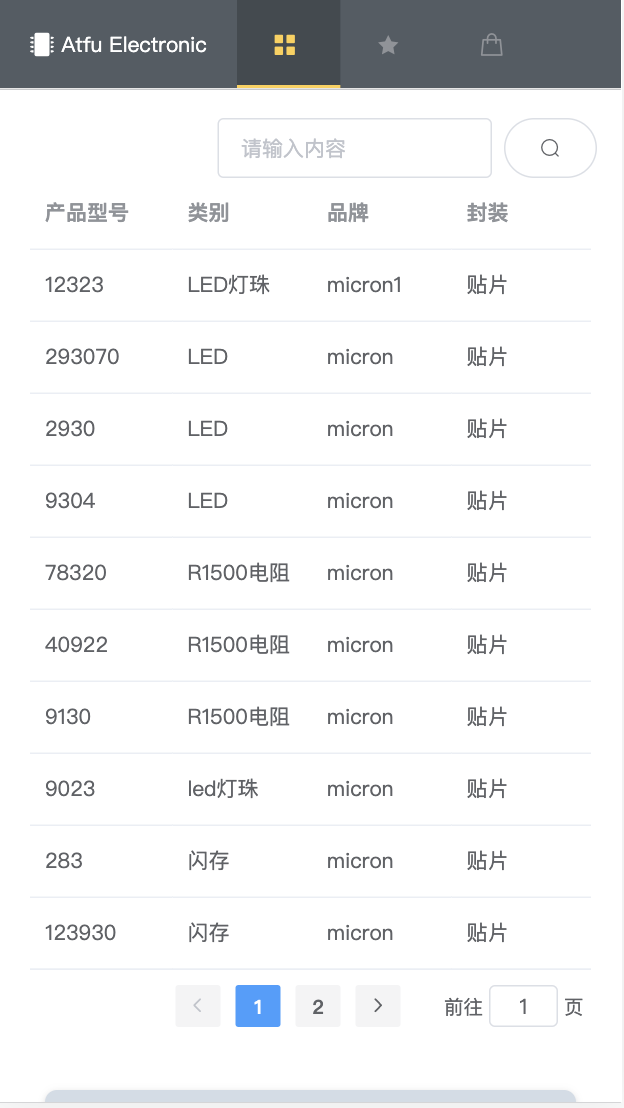 Atfu Electronic
请输入内容
产品型号 类别 品牌 封装
12323 LED灯珠 micron1 贴片
293070 LED micron 贴片
2930 LED micron 贴片
9304 LED micron 贴片
78320 R1500电阻 micron 贴片
40922 R1500电阻 micron 贴片
9130 R1500电阻 micron 贴片
9023 led灯珠 micron 贴片
283 闪存 micron 贴片
123930 闪存 micron 贴片
1 2 前往 1 页